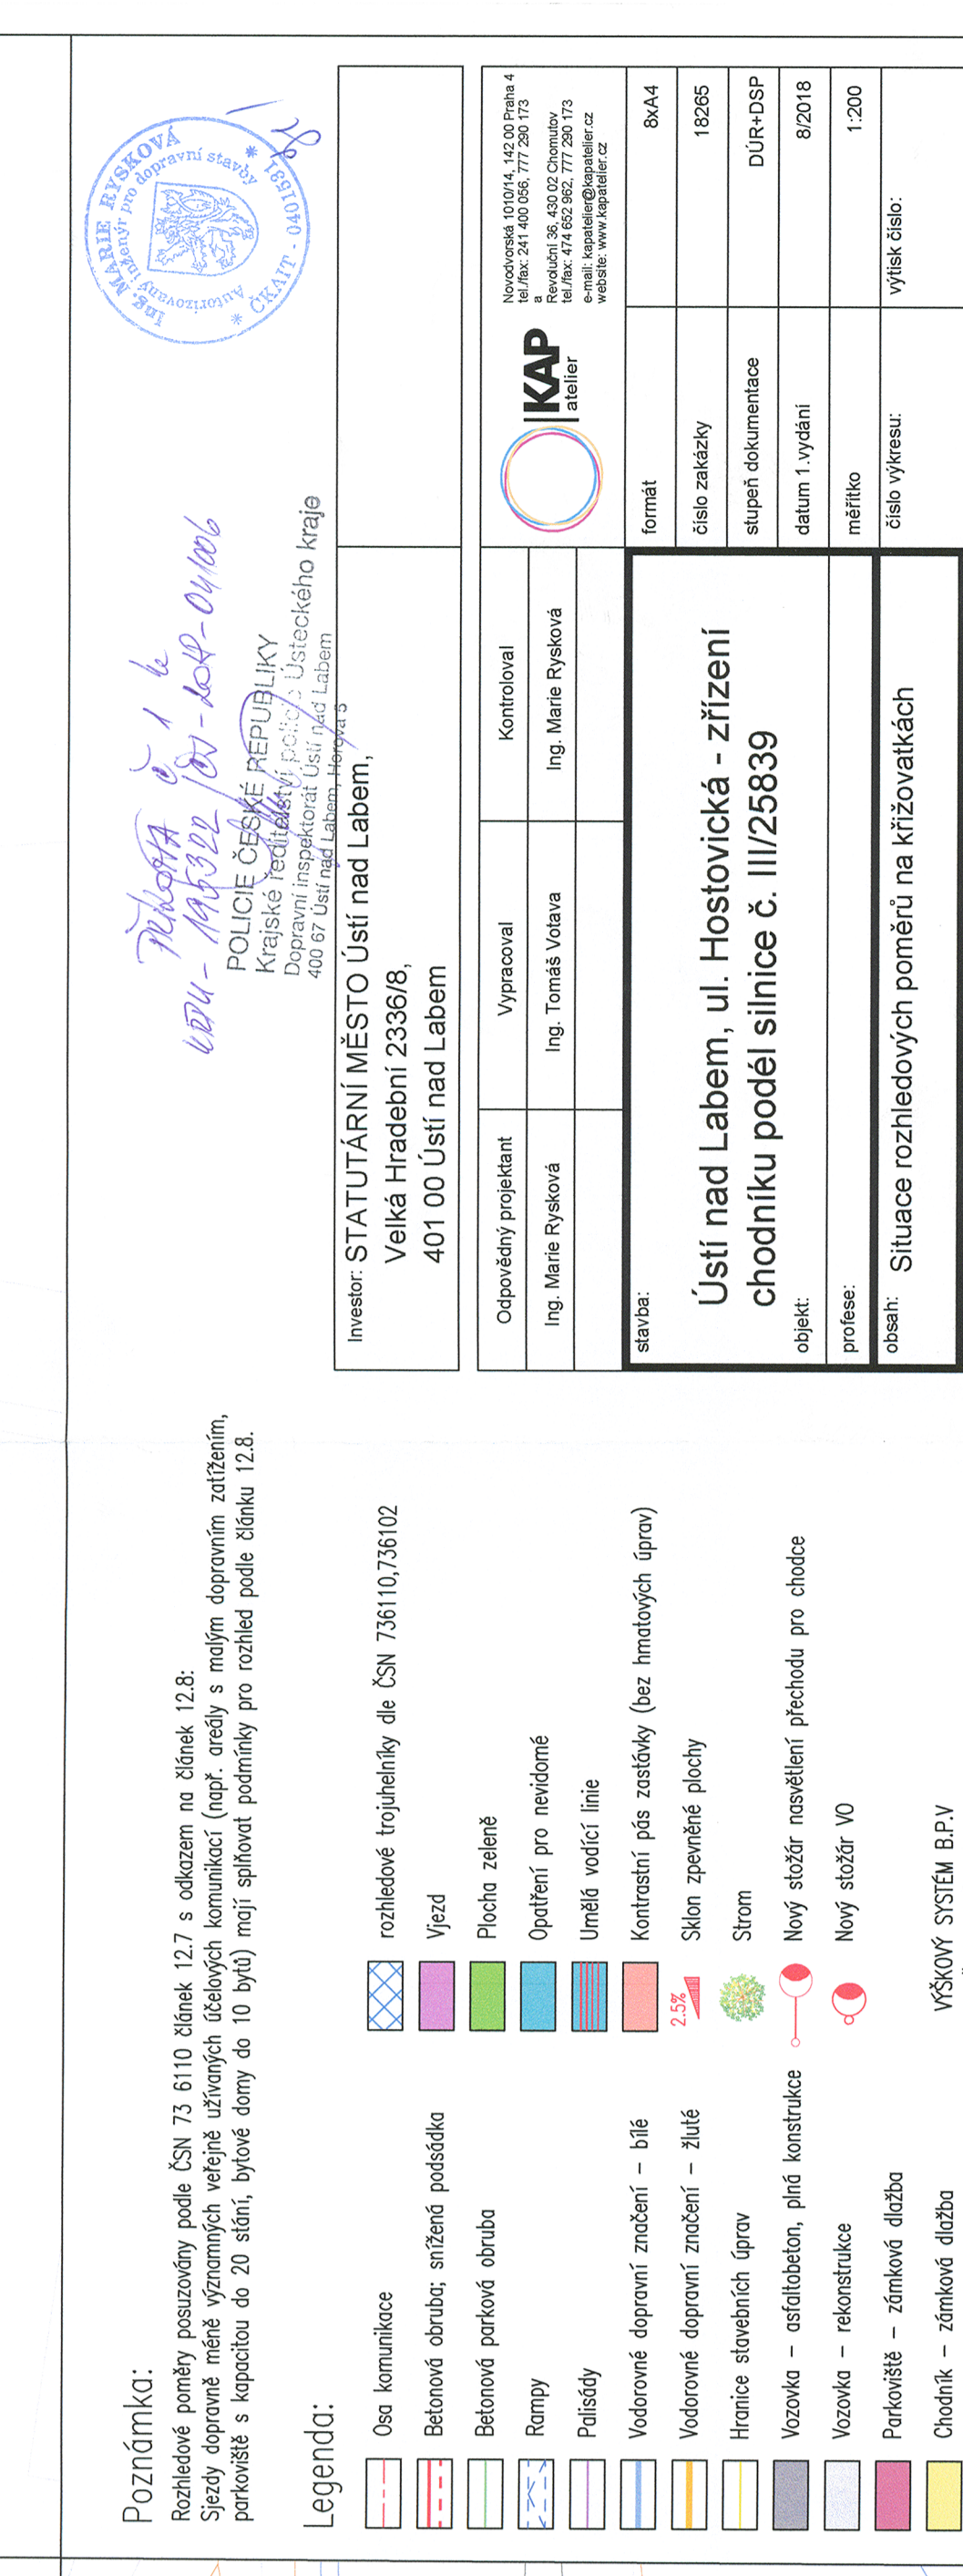 Poznámka:
Rozhledové poměry posuzovány podle ČSN 73 6110 článek 12.7 s odkazem na článek 12.8:
Sjezdy dopravně méně významných veřejně užívaných účelových komunikací (např. areály s malým dopravním zatížením,
parkoviště s kapacitou do 20 stání, bytové domy do 10 bytů) mají splňovat podmínky pro rozhled podle článku 12.8.
Legenda:
Osa komunikace
Betonová obruba; snížená podsádka
Betonová parková obruba
Rampy
Palisády
Vodorovné dopravní značení – bílé
Vodorovné dopravní značení – žluté
Hranice stavebních úprav
Vozovka – asfaltobeton, plná konstrukce
Vozovka – rekonstrukce
Parkoviště – zámková dlažba
Chodník – zámková dlažba
rozhledové trojuhelníky dle ČSN 736110,736102
Vjezd
Plocha zeleně
Opatření pro nevidomé
Umělá vodící linie
Kontrastní pás zastávky (bez hmatových úprav)
2.5%
Sklon zpevněné plochy
Strom
Nový stožár nasvětlení přechodu pro chodce
Nový stožár VO
VÝŠKOVÝ SYSTÉM B.P.V
č. 1
POLICIE ČESKÉ REPUBLIKY
Krajské ředitelství policie Ústeckého kraje
Dopravní inspektorát Ústí nad Labem
400 67 Ústí nad Labem, Horova 5
Ing. MARIE RYSKOVÁ
Autorizovaný inženýr pro dopravní stavby
* ČKAIT - 0401531 *
Investor: STATUTÁRNÍ MĚSTO Ústí nad Labem,
Velká Hradební 2336/8,
401 00 Ústí nad Labem
Odpovědný projektant
Vypracoval
Kontroloval
Ing. Marie Rysková
Ing. Tomáš Votava
Ing. Marie Rysková
KAP
atelier
Novodvorská 1010/14, 142 00 Praha 4
tel./fax: 241 400 056, 777 290 173
a
Revoluční 36, 430 02 Chomutov
tel./fax: 474 652 962, 777 290 173
e-mail: kapatelier@kapatelier.cz
website: www.kapatelier.cz
stavba:
Ústí nad Labem, ul. Hostovická - zřízení
chodníku podél silnice č. III/25839
objekt:
profese:
obsah: Situace rozhledových poměrů na křižovatkách
formát 8xA4
číslo zakázky 18265
stupeň dokumentace DÚR+DSP
datum 1.vydání 8/2018
měřítko 1:200
číslo výkresu:
výtisk číslo: